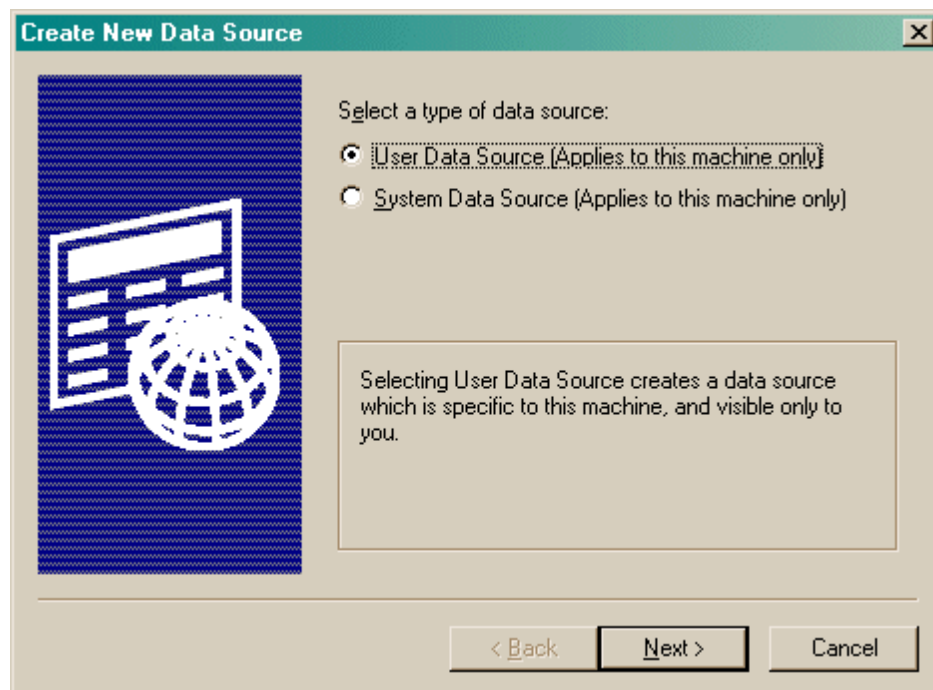 Create New Data Source
Select a type of data source:
User Data Source (Applies to this machine only)
System Data Source (Applies to this machine only)
Selecting User Data Source creates a data source
which is specific to this machine, and visible only to
you.
< Back
Next >
Cancel